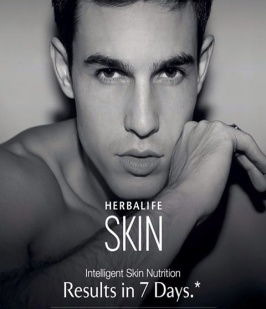 HERBALIFE
SKIN
Intelligent Skin Nutrition
Results in 7 Days.*